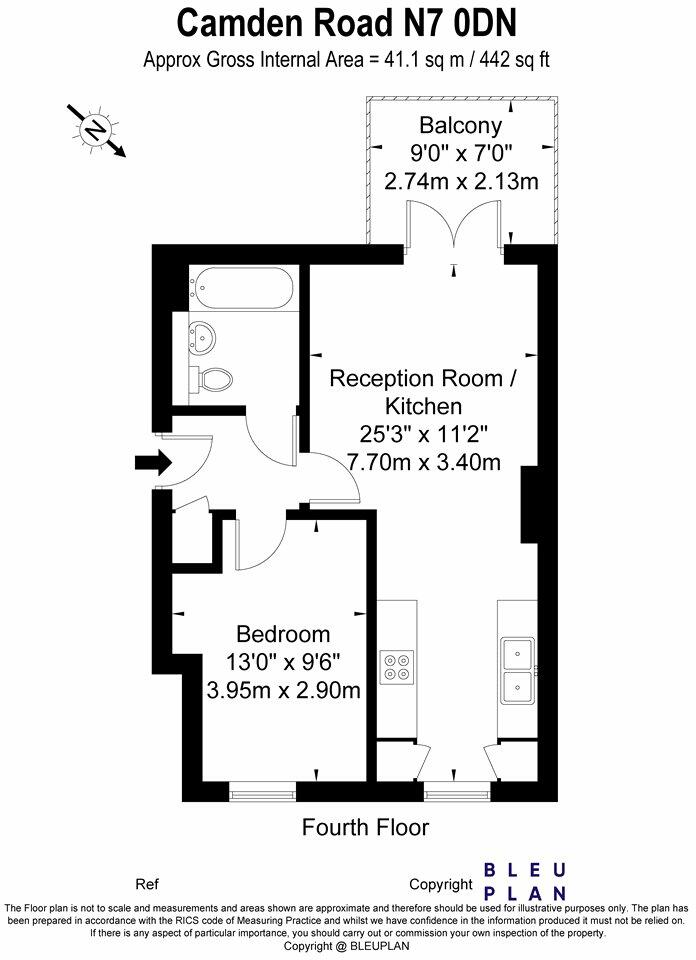 Camden Road N7 0DN
Approx Gross Internal Area = 41.1 sq m / 442 sq ft
N
Balcony
9'0" x 7'0"
2.74m x 2.13m
Reception Room /
Kitchen
25'3" x 11'2"
7.70m x 3.40m
Bedroom
13'0" x 9'6"
3.95m x 2.90m
Fourth Floor
Ref
Copyright
BLEU
PLAN
The Floor plan is not to scale and measurements and areas shown are approximate and therefore should be used for illustrative purposes only. The plan has
been prepared in accordance with the RICS code of Measuring Practice and whilst we have confidence in the information produced it must not be relied on.
If there is any aspect of particular importance, you should carry out or commission your own inspection of the property.
Copyright @ BLEUPLAN